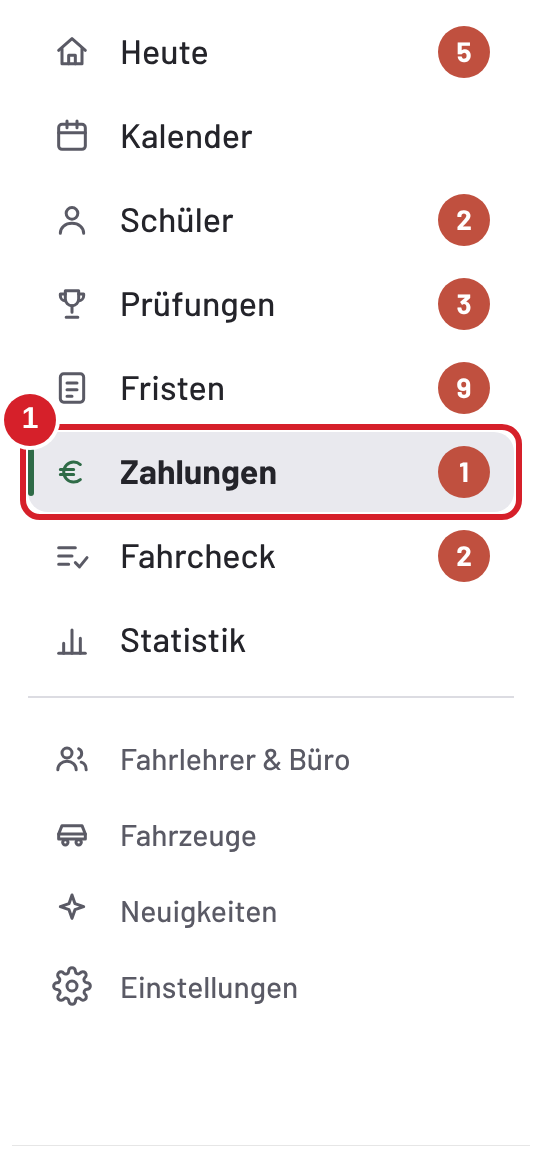 Heute 5
Kalender
Schüler 2
Prüfungen 3
Fristen 9
1
€ Zahlungen 1
Fahrcheck 2
Statistik
Fahrlehrer & Büro
Fahrzeuge
Neuigkeiten
Einstellungen